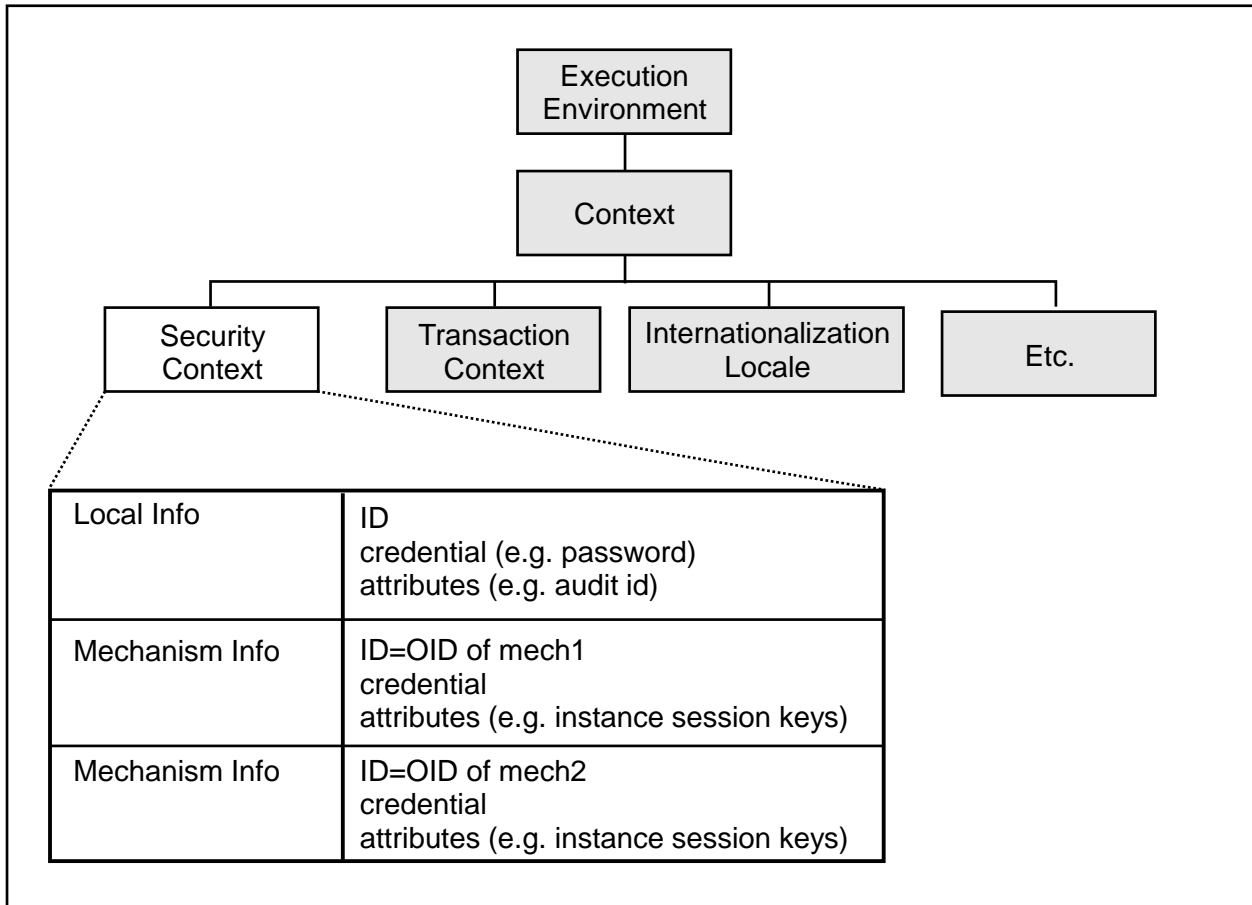 Execution
Environment
Context
Security
Context
Transaction
Context
Internationalization
Locale
Etc.
Local Info
ID
credential (e.g. password)
attributes (e.g. audit id)
Mechanism Info
ID=OID of mech1
credential
attributes (e.g. instance session keys)
Mechanism Info
ID=OID of mech2
credential
attributes (e.g. instance session keys)